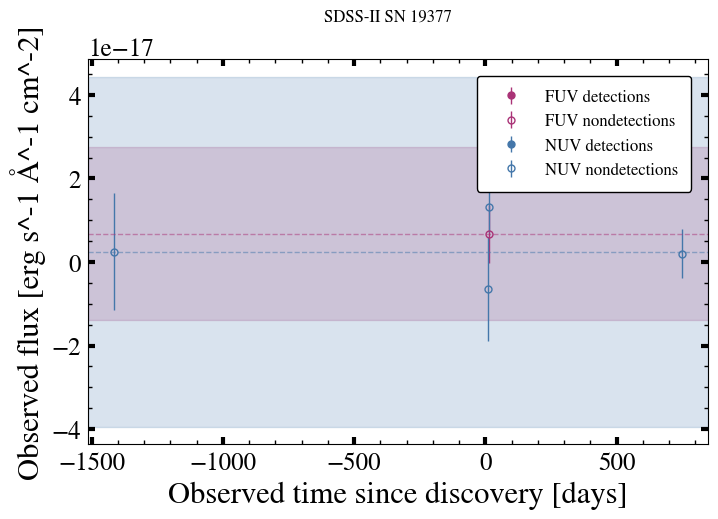 SDSS-II SN 19377
1e−17
Observed flux [erg s^-1 Å^-1 cm^-2]
4
2
0
−2
−4
FUV detections
FUV nondetections
NUV detections
NUV nondetections
−1500 −1000 −500 0 500
Observed time since discovery [days]